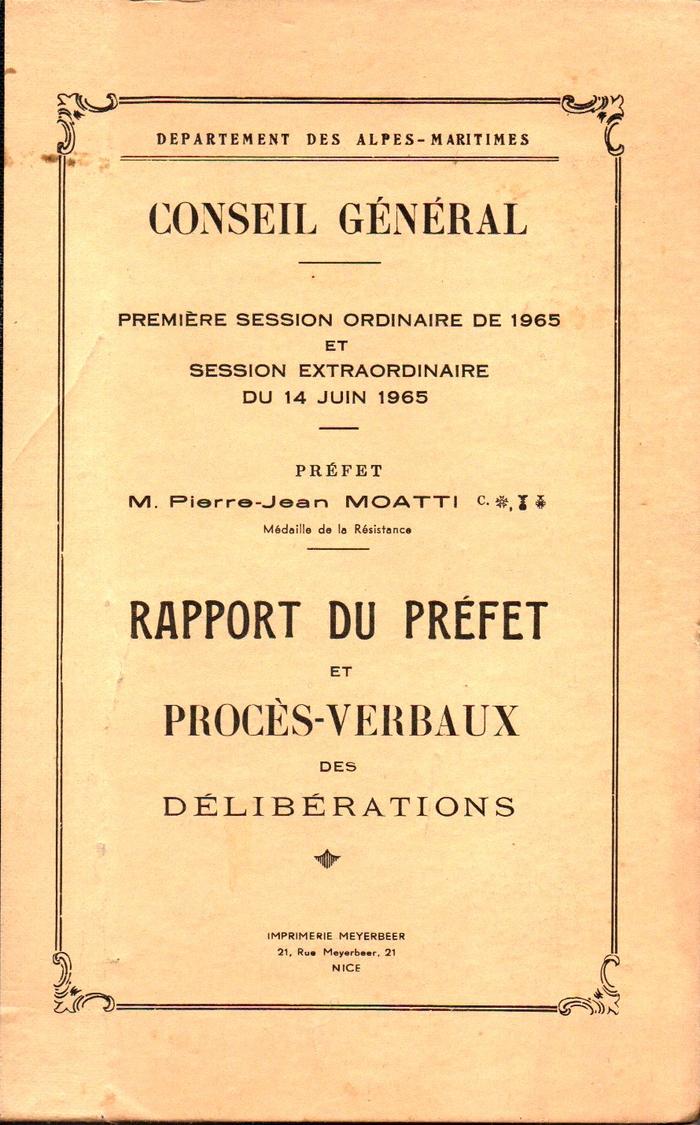 DEPARTEMENT DES ALPES-MARITIMES
CONSEIL GÉNÉRAL
PREMIÈRE SESSION ORDINAIRE DE 1965
ET
SESSION EXTRAORDINAIRE
DU 14 JUIN 1965
PRÉFET
M. Pierre-Jean MOATTI C.
Médaille de la Résistance
RAPPORT DU PRÉFET
ET
PROCÈS-VERBAUX
DES
DÉLIBÉRATIONS
IMPRIMERIE MEYERBEER
21, Rue Meyerbeer, 21
NICE